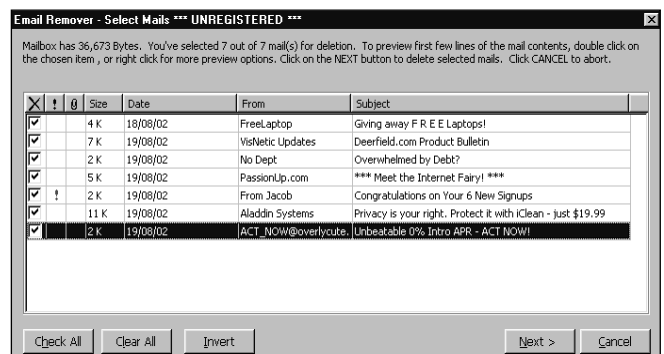 Email Remover - Select Mails *** UNREGISTERED ***
Mailbox has 36,673 Bytes. You've selected 7 out of 7 mail(s) for deletion. To preview first few lines of the mail contents, double click on
the chosen item , or right click for more preview options. Click on the NEXT button to delete selected mails. Click CANCEL to abort.
X ! Size Date From Subject
4 K 18/08/02 FreeLaptop Giving away F R E E Laptops!
7 K 19/08/02 VisNetic Updates Deerfield.com Product Bulletin
2 K 19/08/02 No Dept Overwhelmed by Debt?
5 K 19/08/02 PassionUp.com *** Meet the Internet Fairy! ***
! 2 K 19/08/02 From Jacob Congratulations on Your 6 New Signups
11 K 19/08/02 Aladdin Systems Privacy is your right. Protect it with iClean - just $19.99
2 K 19/08/02 ACT_NOW@overlycute. Unbeatable 0% Intro APR - ACT NOW!
Check All Clear All Invert Next > Cancel